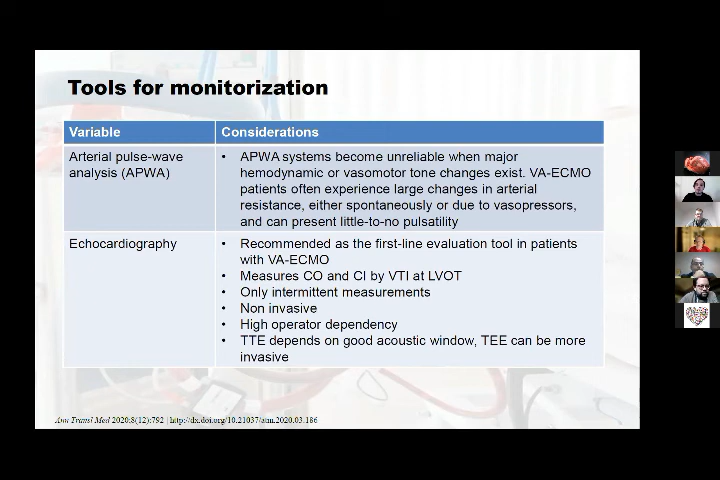 Tools for monitorization
Variable
Considerations
Arterial pulse-wave
analysis (APWA)
• APWA systems become unreliable when major
hemodynamic or vasomotor tone changes exist. VA-ECMO
patients often experience large changes in arterial
resistance, either spontaneously or due to vasopressors,
and can present little-to-no pulsatility
Echocardiography
• Recommended as the first-line evaluation tool in patients
with VA-ECMO
• Measures CO and CI by VTI at LVOT
• Only intermittent measurements
• Non invasive
• High operator dependency
• TTE depends on good acoustic window, TEE can be more
invasive
Ann Transl Med 2020;8(12):792 | http://dx.doi.org/10.21037/atm.2020.03.186